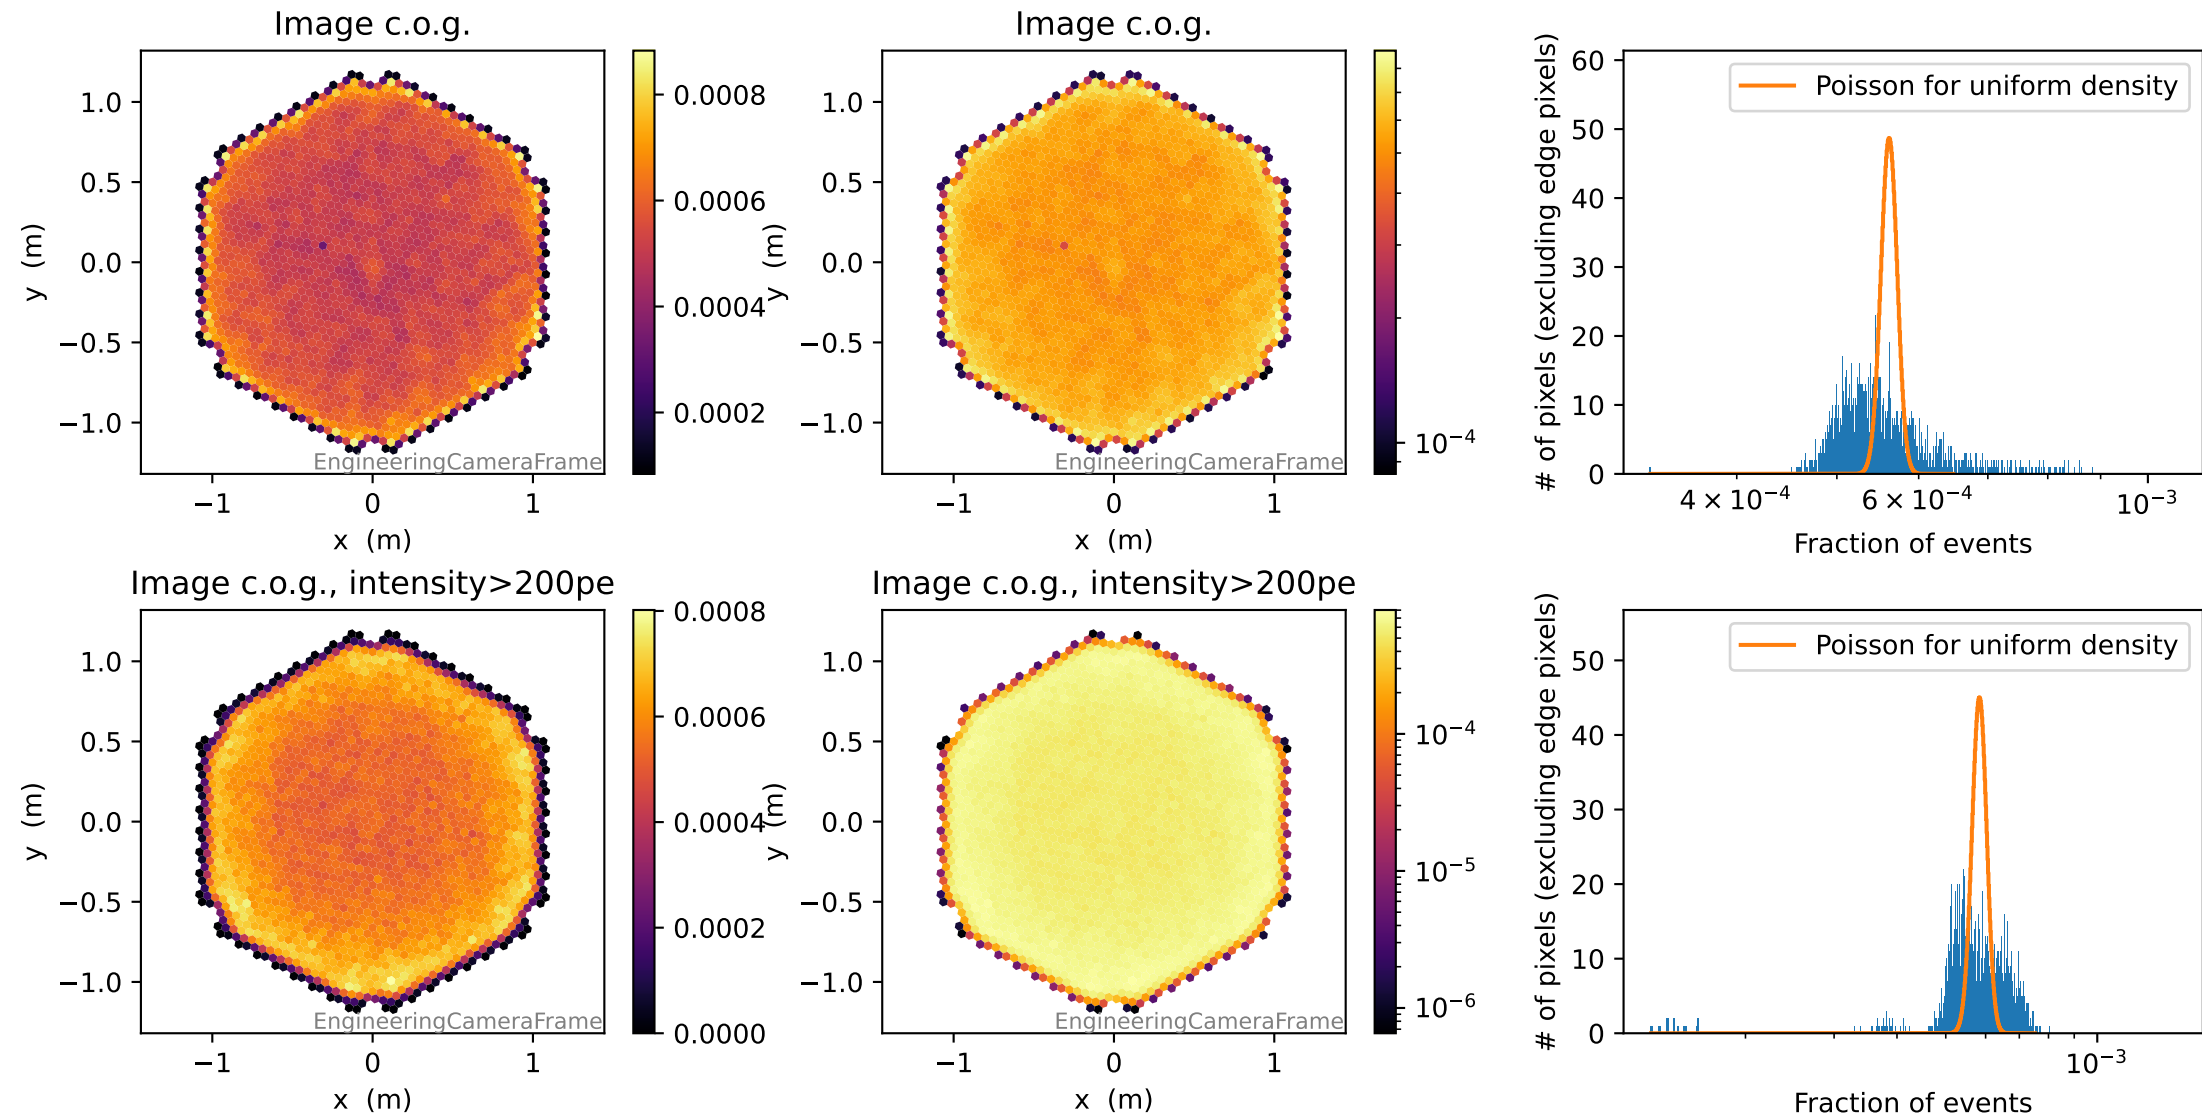 Image c.o.g.
1.0
0.5
0.0
−0.5
−1.0
y (m)
−1
0
1
x (m)
EngineeringCameraFrame
0.0008
0.0006
0.0004
0.0002
Image c.o.g.
1.0
0.5
0.0
−0.5
−1.0
y (m)
−1
0
1
x (m)
EngineeringCameraFrame
10⁻⁴
Poisson for uniform density
60
50
40
30
20
10
0
# of pixels (excluding edge pixels)
4 × 10⁻⁴
6 × 10⁻⁴
10⁻³
Fraction of events
Image c.o.g., intensity>200pe
1.0
0.5
0.0
−0.5
−1.0
y (m)
−1
0
1
x (m)
EngineeringCameraFrame
0.0008
0.0006
0.0004
0.0002
0.0000
Image c.o.g., intensity>200pe
1.0
0.5
0.0
−0.5
−1.0
y (m)
−1
0
1
x (m)
EngineeringCameraFrame
10⁻⁴
10⁻⁵
10⁻⁶
Poisson for uniform density
50
40
30
20
10
0
# of pixels (excluding edge pixels)
10⁻³
Fraction of events